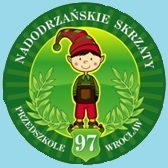 NADODRZAŃSKIE SKRZATY
PRZEDSZKOLE 97 WROCŁAW